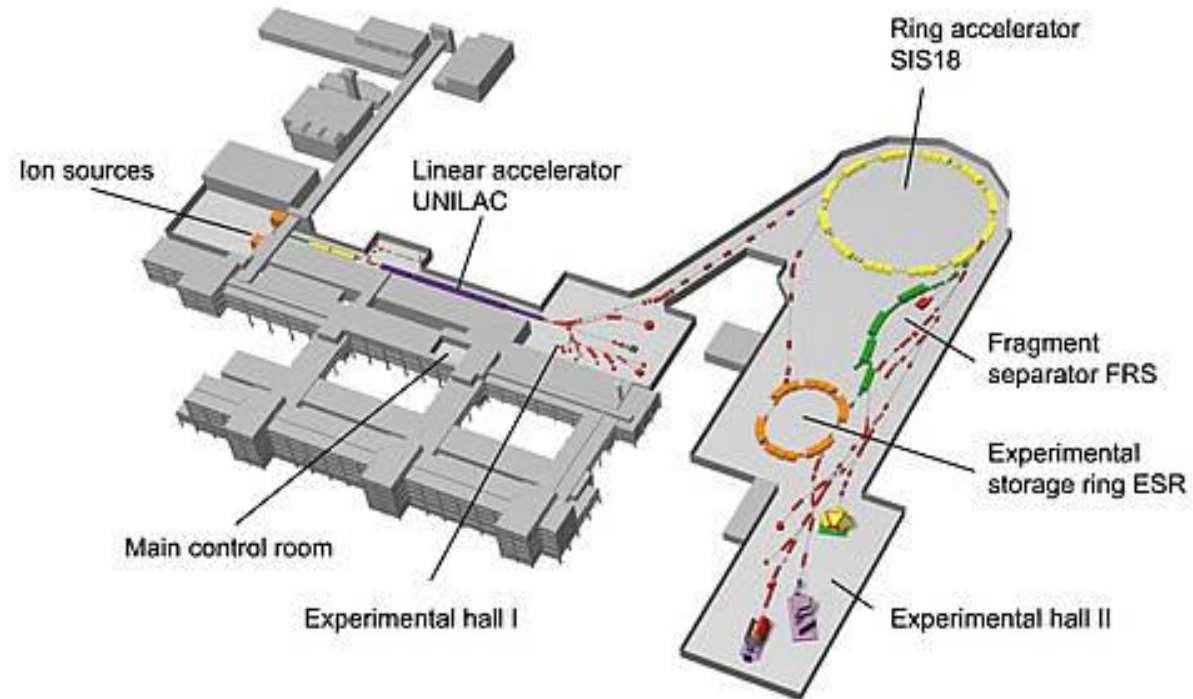 Ring accelerator
SIS18
Ion sources
Linear accelerator
UNILAC
Fragment
separator FRS
Experimental
storage ring ESR
Main control room
Experimental hall I
Experimental hall II